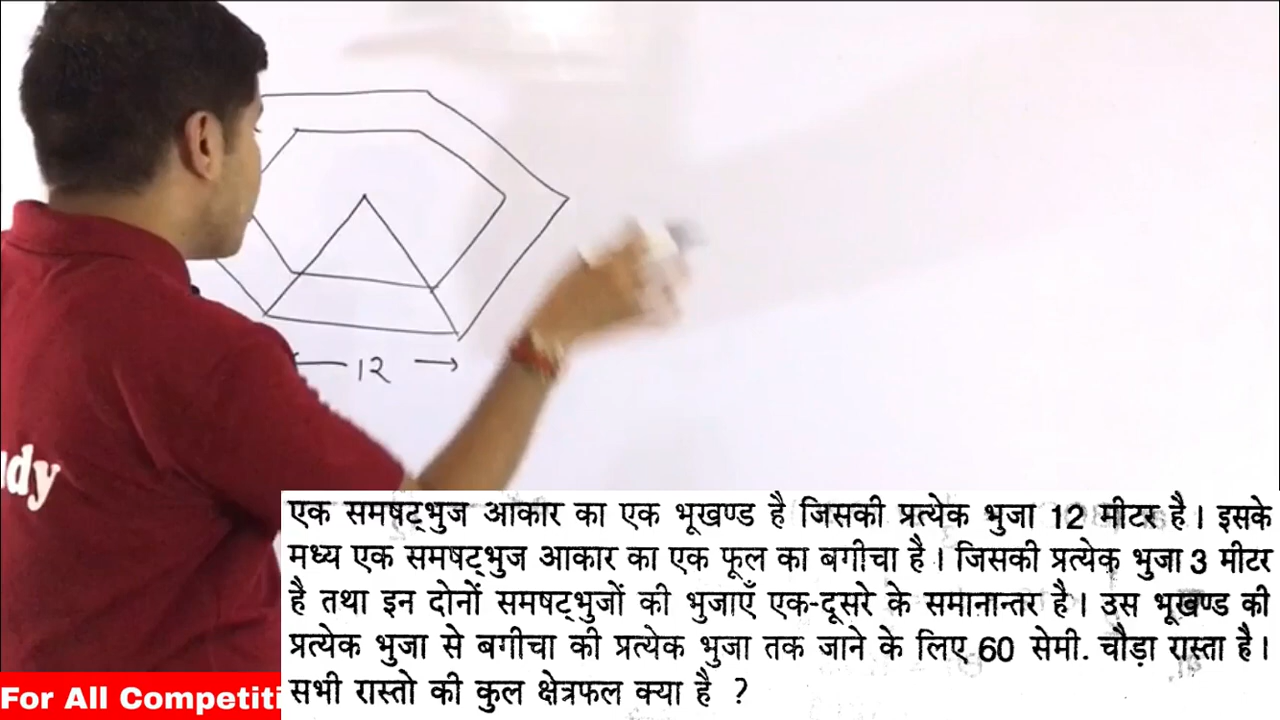 12
udy
एक समषट्भुज आकार का एक भूखण्ड है जिसकी प्रत्येक भुजा 12 मीटर है। इसके
मध्य एक समषट्भुज आकार का एक फूल का बगीचा है। जिसकी प्रत्येक भुजा 3 मीटर
है तथा इन दोनों समषट्भुजों की भुजाएँ एक-दूसरे के समानान्तर है। उस भूखण्ड की
प्रत्येक भुजा से बगीचा की प्रत्येक भुजा तक जाने के लिए 60 सेमी. चौड़ा रास्ता है।
सभी रास्तो की कुल क्षेत्रफल क्या है ?
For All Competiti